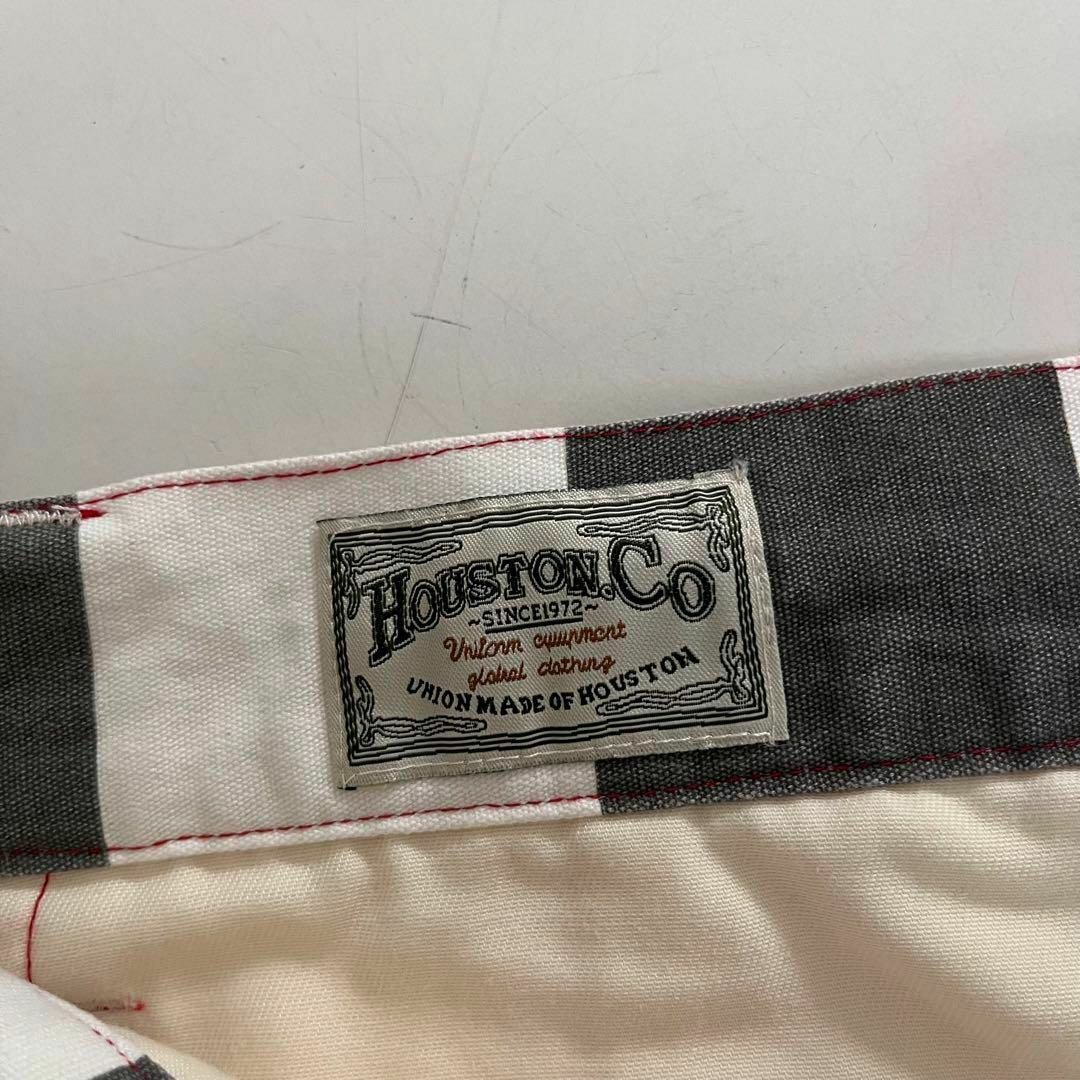 HOUSTON.CO
~SINCE1972~
Uniform equipment
global clothing
UNION MADE OF HOUSTON